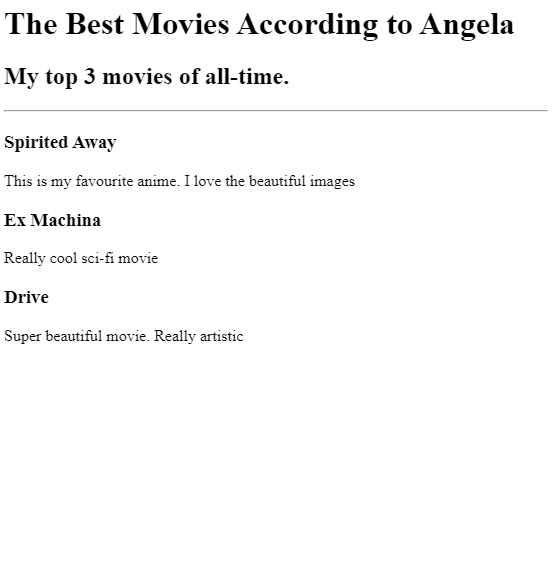 The Best Movies According to Angela
My top 3 movies of all-time.
Spirited Away
This is my favourite anime. I love the beautiful images
Ex Machina
Really cool sci-fi movie
Drive
Super beautiful movie. Really artistic